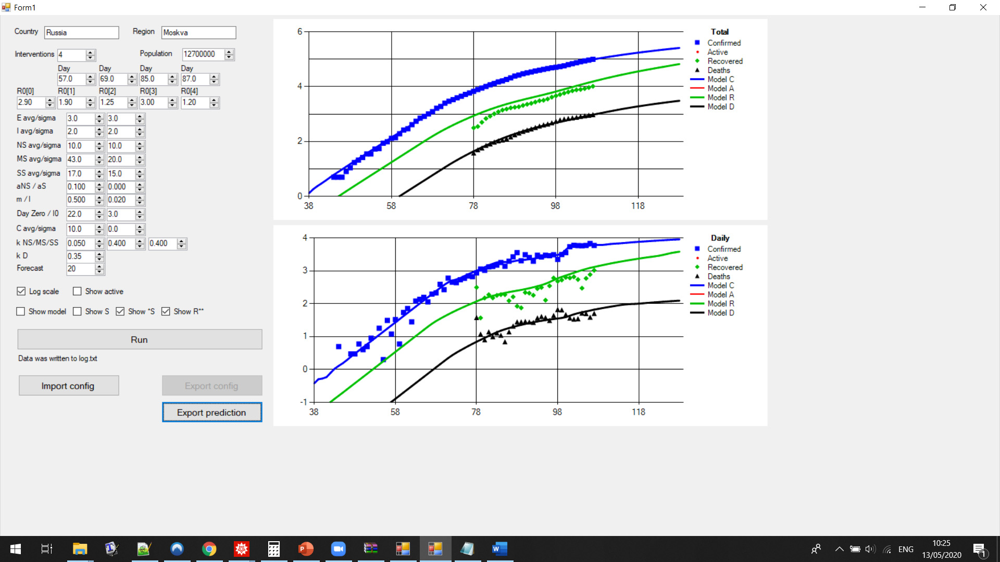 Form1
Country Russia Region Moskva
Interventions 4 Population 12700000
Day Day Day Day
57.0 69.0 85.0 87.0
R0[0] R0[1] R0[2] R0[3] R0[4]
2.90 1.90 1.25 3.00 1.20
E avg/sigma 3.0 3.0
I avg/sigma 2.0 2.0
NS avg/sigma 10.0 10.0
MS avg/sigma 43.0 20.0
SS avg/sigma 17.0 15.0
aNS / aS 0.100 0.000
m / l 0.500 0.020
Day Zero / I0 22.0 3.0
C avg/sigma 10.0 0.0
k NS/MS/SS 0.050 0.400 0.400
k D 0.35
Forecast 20
Log scale Show active
Show model Show S Show *S Show R**
Run
Data was written to log.txt
Import config Export config
Export prediction
6
4
2
0
38 58 78 98 118
Total
Confirmed
Active
Recovered
Deaths
Model C
Model A
Model R
Model D
4
3
2
1
0
-1
38 58 78 98 118
Daily
Confirmed
Active
Recovered
Deaths
Model C
Model A
Model R
Model D
ENG
10:25
13/05/2020
1